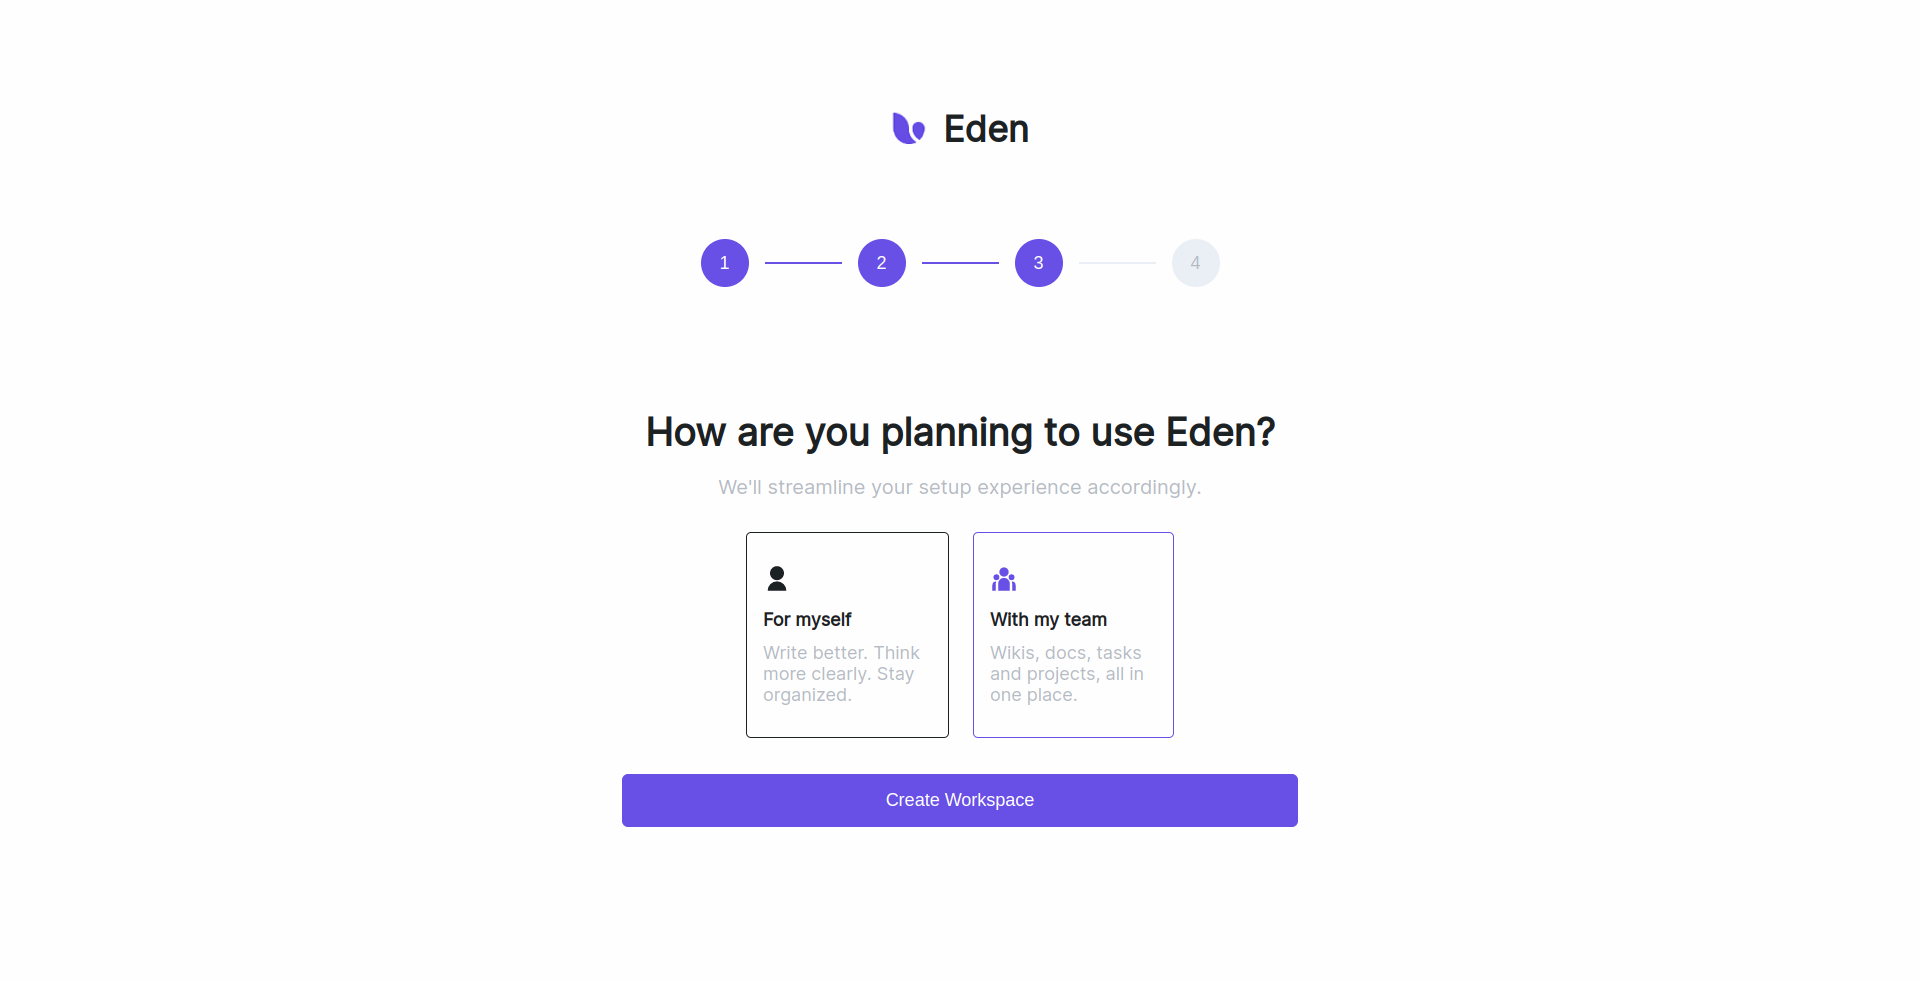 Eden
1 2 3 4
How are you planning to use Eden?
We'll streamline your setup experience accordingly.
For myself
Write better. Think
more clearly. Stay
organized.
With my team
Wikis, docs, tasks
and projects, all in
one place.
Create Workspace